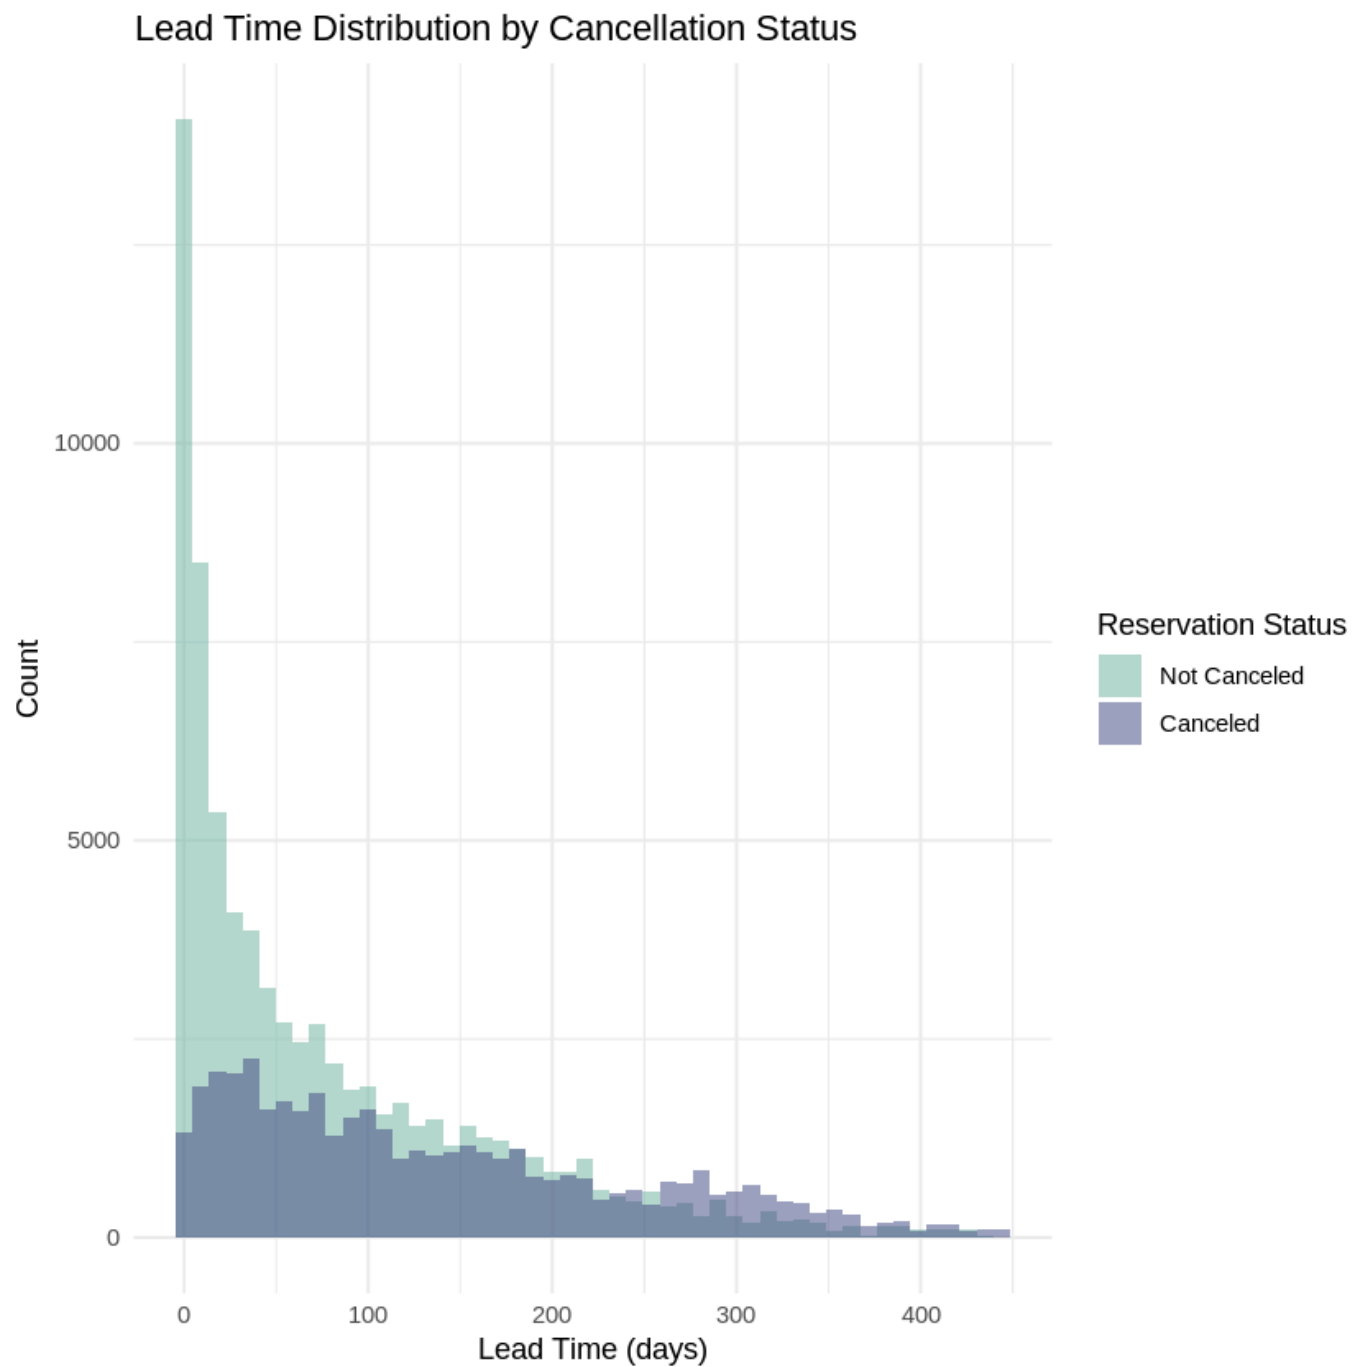 Lead Time Distribution by Cancellation Status
Count
10000
5000
0
0 100 200 300 400
Lead Time (days)
Reservation Status
Not Canceled
Canceled